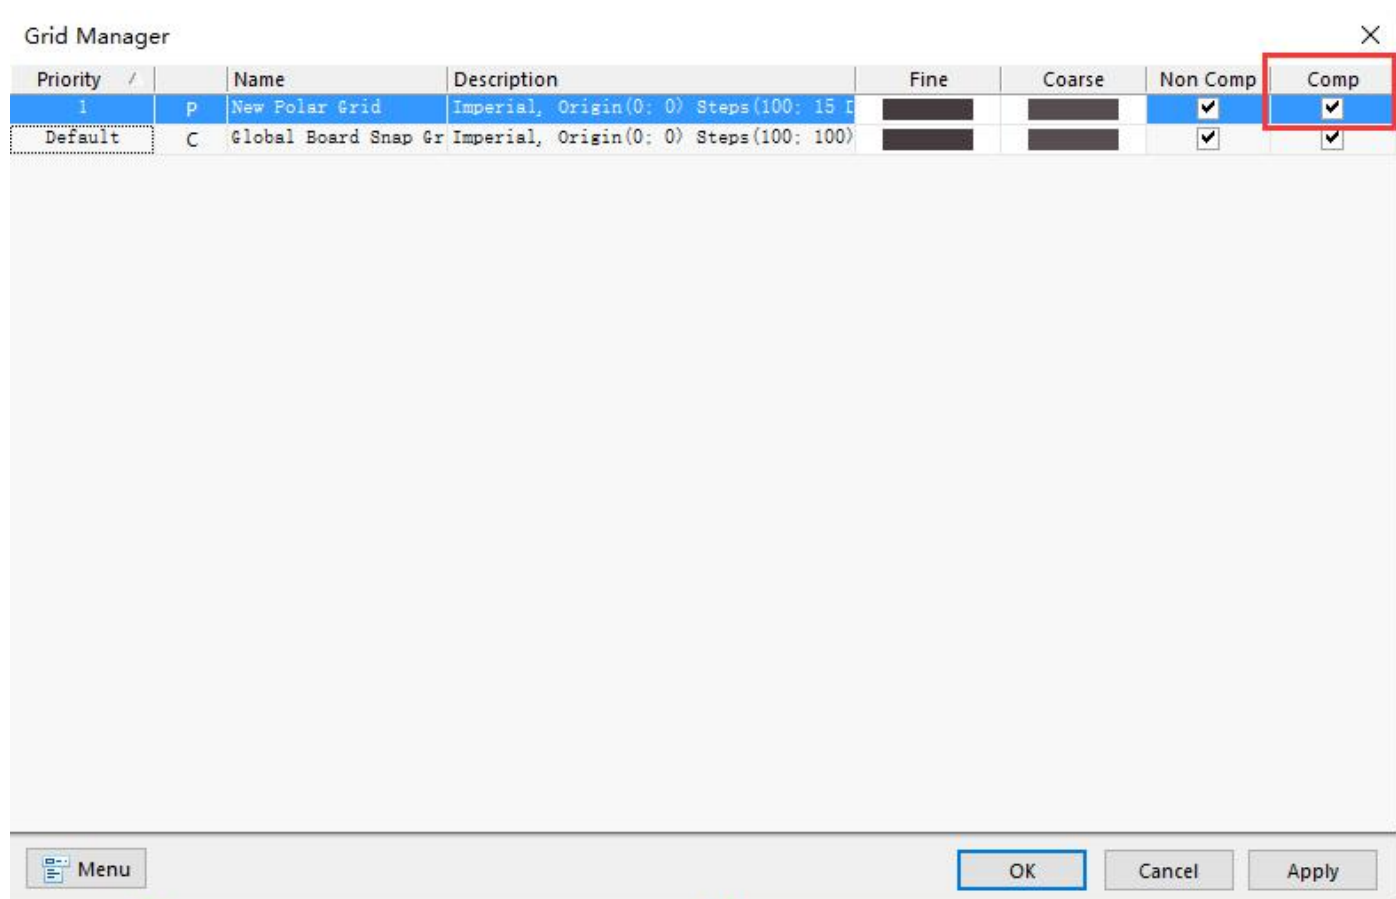 Grid Manager
Priority Name Description Fine Coarse Non Comp Comp
1 P New Polar Grid Imperial, Origin(0; 0) Steps(100; 15 D
Default C Global Board Snap Gr Imperial, Origin(0; 0) Steps(100; 100)
Menu OK Cancel Apply